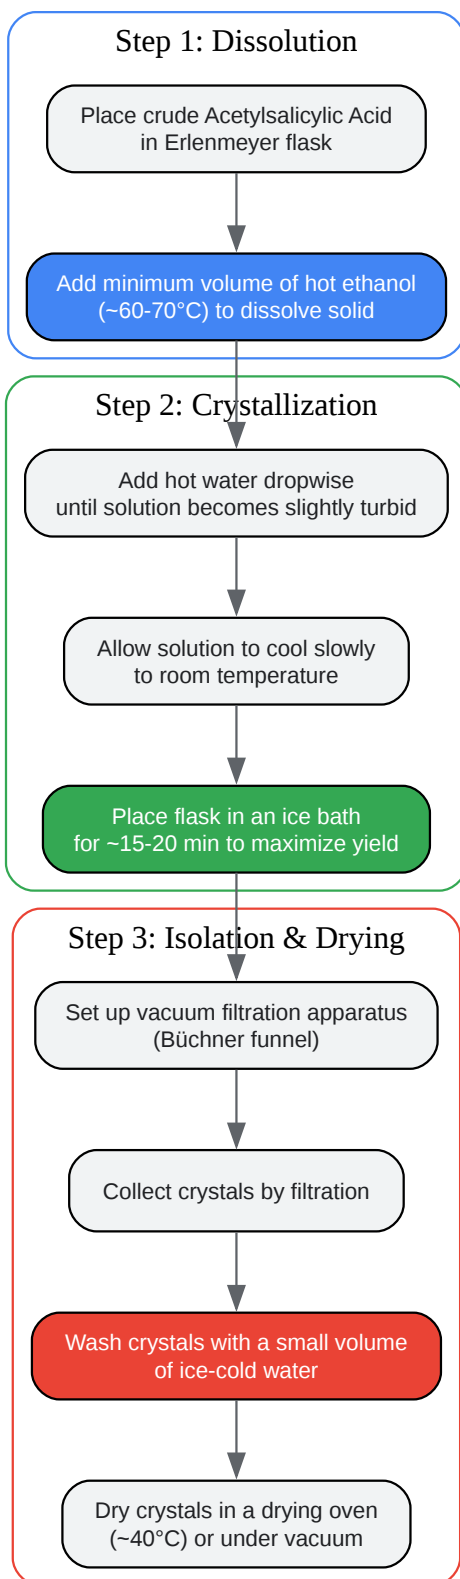 Step 1: Dissolution
Place crude Acetylsalicylic Acid
in Erlenmeyer flask
Add minimum volume of hot ethanol
(~60-70°C) to dissolve solid
Step 2: Crystallization
Add hot water dropwise
until solution becomes slightly turbid
Allow solution to cool slowly
to room temperature
Place flask in an ice bath
for ~15-20 min to maximize yield
Step 3: Isolation & Drying
Set up vacuum filtration apparatus
(Büchner funnel)
Collect crystals by filtration
Wash crystals with a small volume
of ice-cold water
Dry crystals in a drying oven
(~40°C) or under vacuum